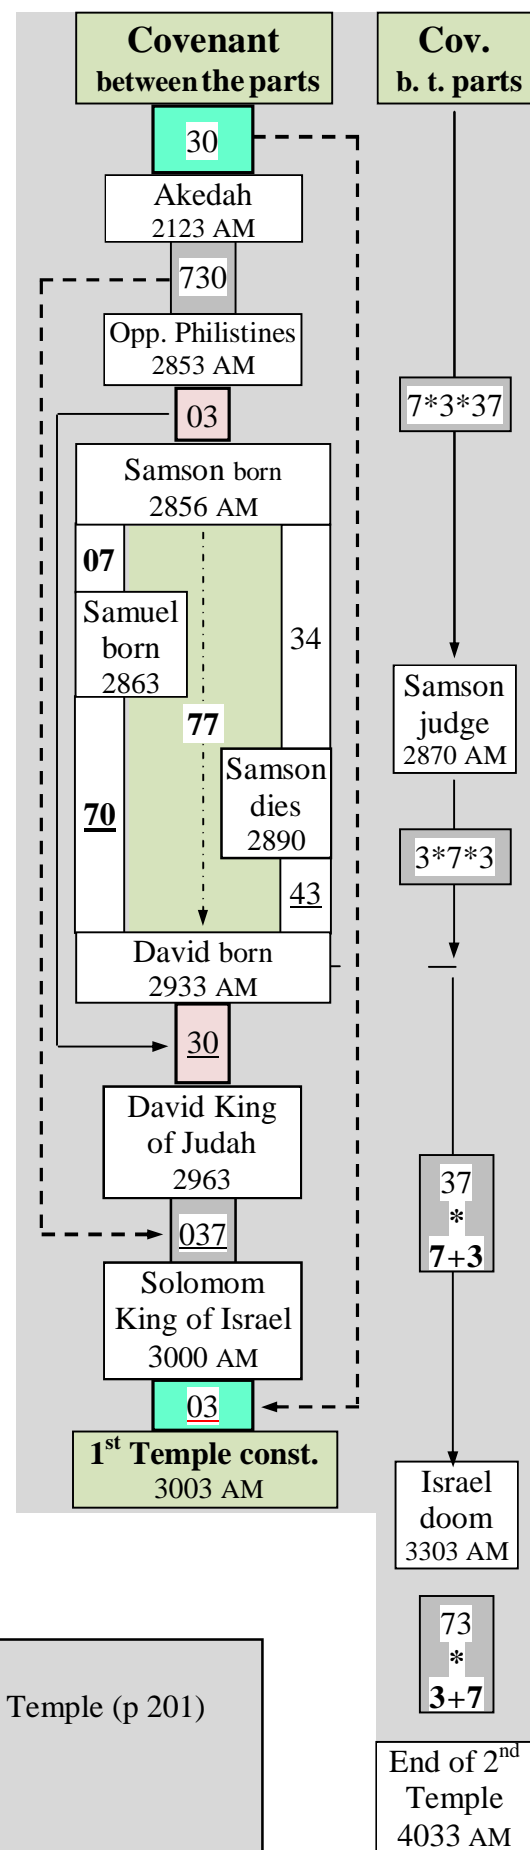 Covenant
between the parts
30
Akedah
2123 AM
730
Opp. Philistines
2853 AM
03
Samson born
2856 AM
07
Samuel
born
2863
34
77
70
Samson
dies
2890
43
David born
2933 AM
30
David King
of Judah
2963
037
Solomom
King of Israel
3000 AM
03
1st Temple const.
3003 AM
Cov.
b. t. parts
7*3*37
Samson
judge
2870 AM
3*7*3
37
*
7+3
Israel
doom
3303 AM
73
*
3+7
End of 2nd
Temple
4033 AM
Temple (p 201)